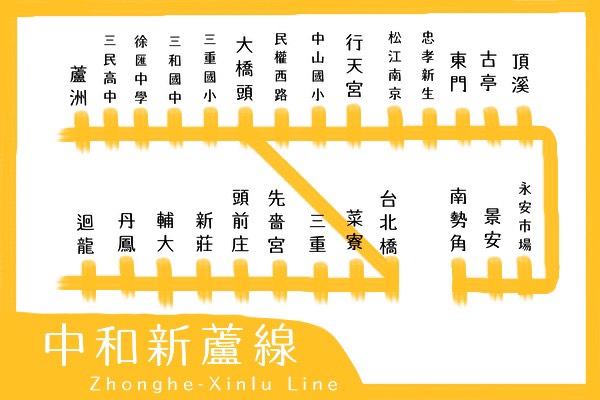 蘆洲
三民高中
徐匯中學
三和國中
三重國小
大橋頭
民權西路
中山國小
行天宮
松江南京
忠孝新生
東門
古亭
頂溪
迴龍
丹鳳
輔大
新莊
頭前庄
先嗇宮
三重
菜寮
台北橋
南勢角
景安
永安市場
中和新蘆線
Zhonghe-Xinlu Line